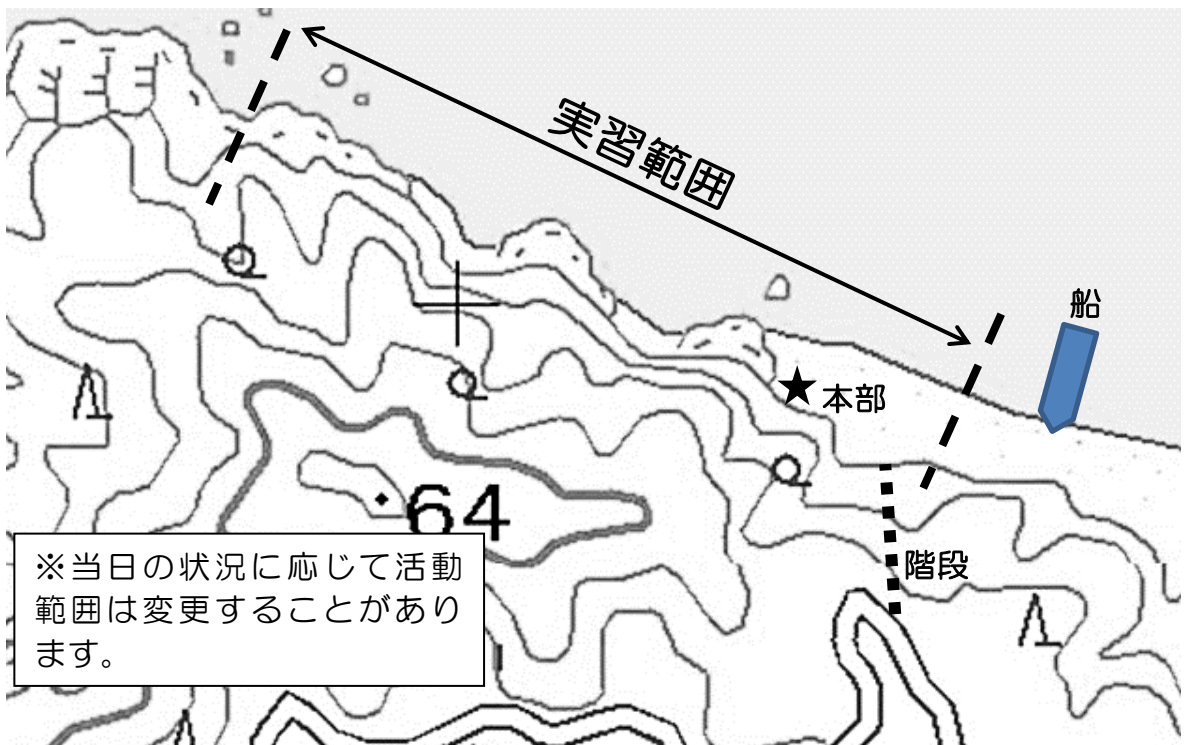 実習範囲
船
本部
64
階段
※当日の状況に応じて活動
範囲は変更することがあり
ます。